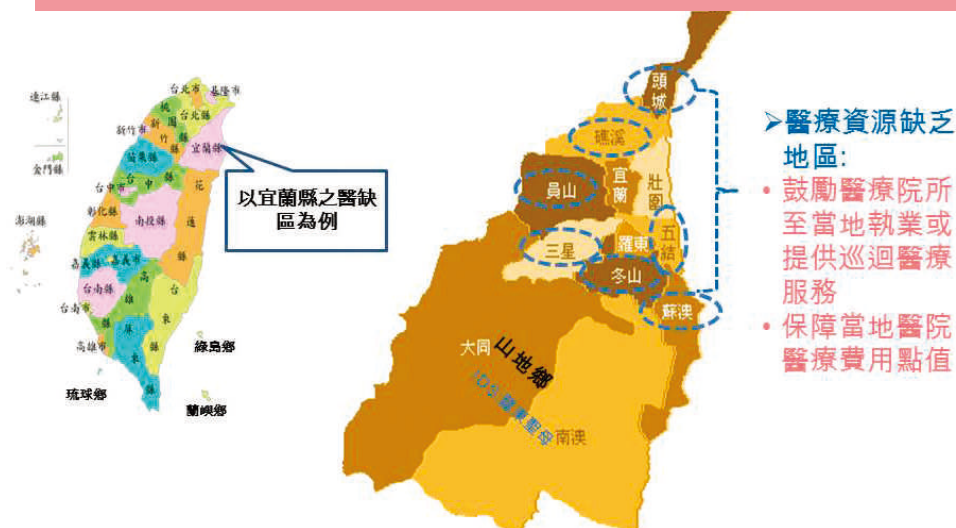 連江縣
金門縣
澎湖縣
台北市
基隆市
桃園縣
台北縣
新竹市
新竹縣
宜蘭縣
苗栗縣
台中縣
台中市
花蓮縣
彰化縣
南投縣
雲林縣
嘉義縣
嘉義市
高雄縣
台南縣
台東縣
台南市
屏東縣
高雄市
綠島鄉
琉球鄉
蘭嶼鄉
以宜蘭縣之醫缺
區為例
頭城
礁溪
員山
宜蘭
壯圍
三星
羅東
五結
冬山
蘇澳
大同
山地鄉
IDS:羅東聖母
南澳
➢醫療資源缺乏
地區:
• 鼓勵醫療院所
至當地執業或
提供巡迴醫療
服務
• 保障當地醫院
醫療費用點值